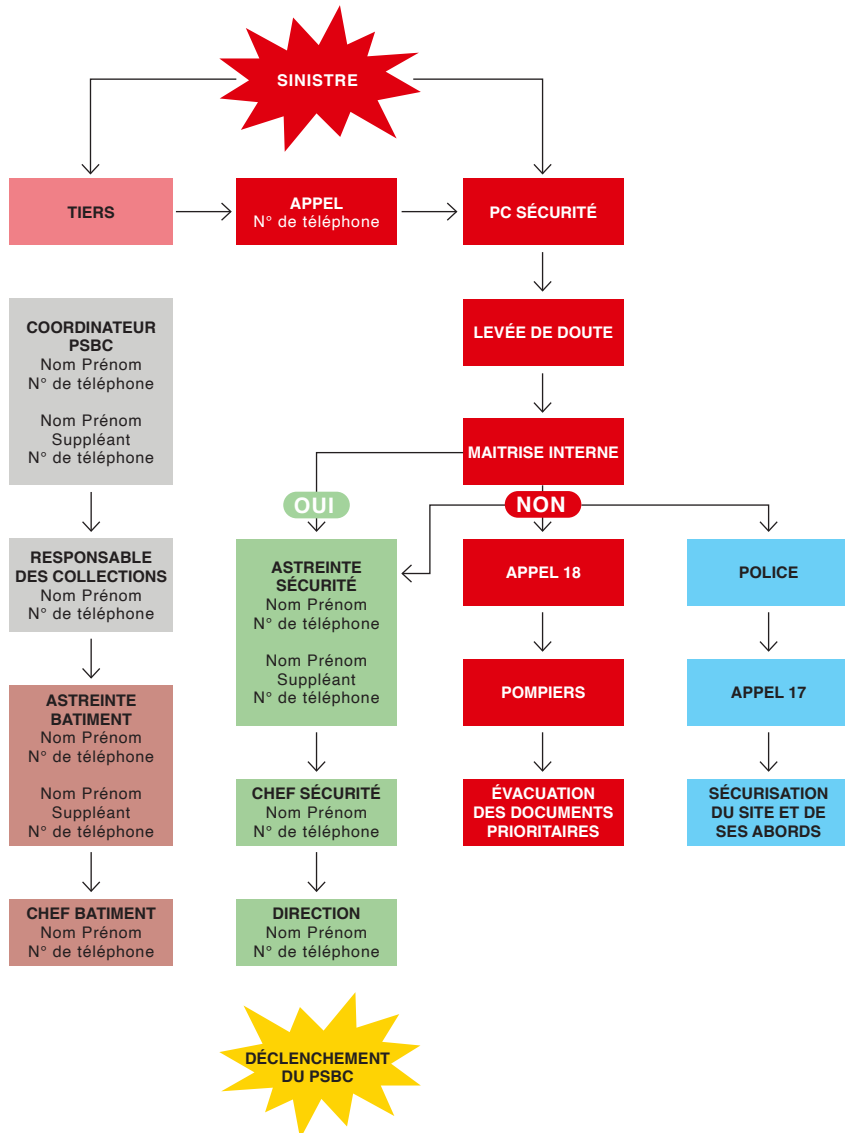 SINISTRE
TIERS
APPEL
N° de téléphone
PC SÉCURITÉ
COORDINATEUR
PSBC
Nom Prénom
N° de téléphone
Nom Prénom
Suppléant
N° de téléphone
LEVÉE DE DOUTE
MAITRISE INTERNE
OUI
NON
RESPONSABLE
DES COLLECTIONS
Nom Prénom
N° de téléphone
ASTREINTE
SÉCURITÉ
Nom Prénom
N° de téléphone
Nom Prénom
Suppléant
N° de téléphone
APPEL 18
POLICE
ASTREINTE
BATIMENT
Nom Prénom
N° de téléphone
Nom Prénom
Suppléant
N° de téléphone
POMPIERS
APPEL 17
CHEF SÉCURITÉ
Nom Prénom
N° de téléphone
ÉVACUATION
DES DOCUMENTS
PRIORITAIRES
SÉCURISATION
DU SITE ET DE
SES ABORDS
CHEF BATIMENT
Nom Prénom
N° de téléphone
DIRECTION
Nom Prénom
N° de téléphone
DÉCLENCHEMENT
DU PSBC